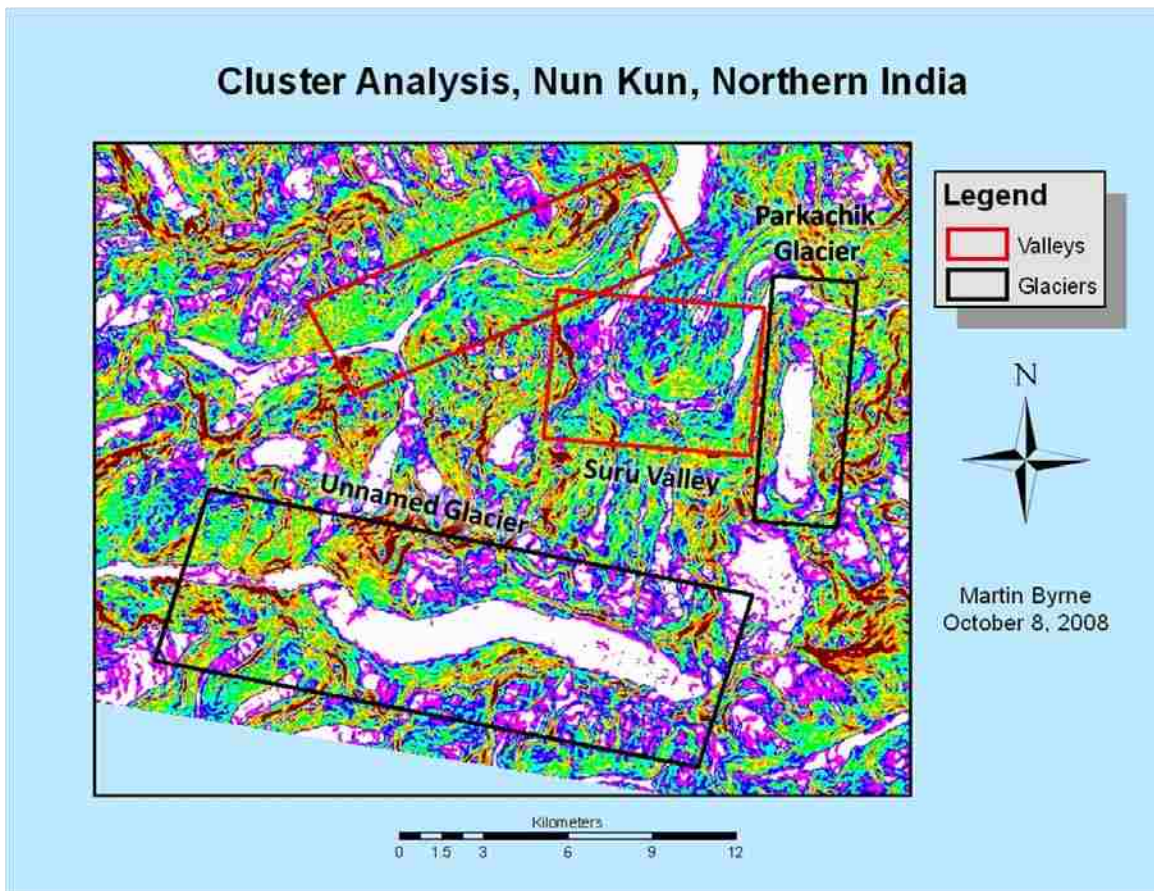 Cluster Analysis, Nun Kun, Northern India
Parkachik
Glacier
Suru Valley
Unnamed Glacier
Legend
Valleys
Glaciers
N
Martin Byrne
October 8, 2008
Kilometers
0 1.5 3 6 9 12